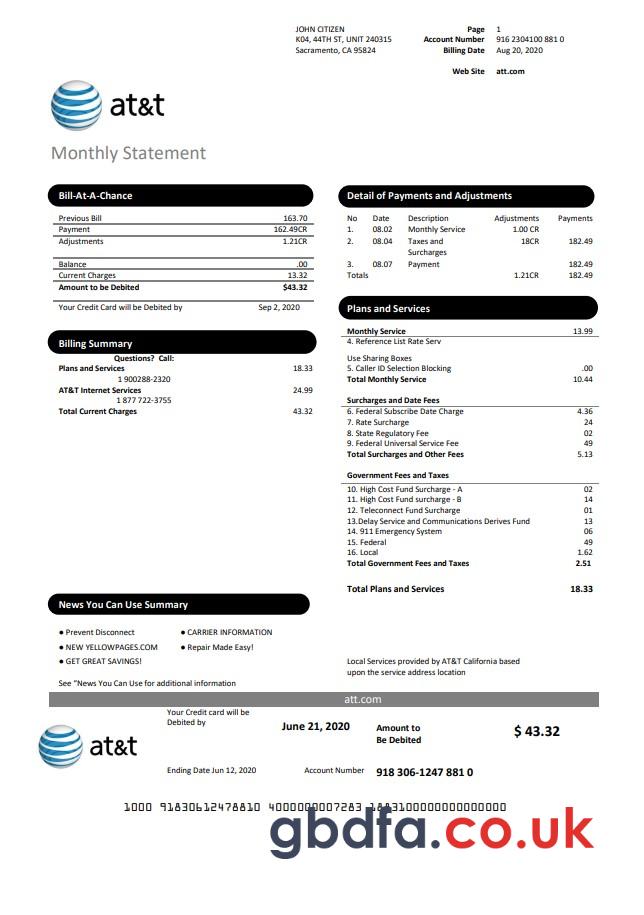 JOHN CITIZEN
K04, 44TH ST, UNIT 240315
Sacramento, CA 95824
Page 1
Account Number 916 2304100 881 0
Billing Date Aug 20, 2020
Web Site att.com
at&t
Monthly Statement
Bill-At-A-Chance
Previous Bill 163.70
Payment 162.49CR
Adjustments 1.21CR
Balance .00
Current Charges 13.32
Amount to be Debited $43.32
Your Credit Card will be Debited by Sep 2, 2020
Billing Summary
Questions? Call:
Plans and Services 18.33
1 900288-2320
AT&T Internet Services 24.99
1 877 722-3755
Total Current Charges 43.32
Detail of Payments and Adjustments
No Date Description Adjustments Payments
1. 08.02 Monthly Service 1.00 CR
2. 08.04 Taxes and 18CR 182.49
Surcharges
3. 08.07 Payment 182.49
Totals 1.21CR 182.49
Plans and Services
Monthly Service 13.99
4. Reference List Rate Serv
Use Sharing Boxes
5. Caller ID Selection Blocking .00
Total Monthly Service 10.44
Surcharges and Date Fees
6. Federal Subscribe Date Charge 4.36
7. Rate Surcharge 24
8. State Regulatory Fee 02
9. Federal Universal Service Fee 49
Total Surcharges and Other Fees 5.13
Government Fees and Taxes
10. High Cost Fund Surcharge - A 02
11. High Cost Fund surcharge - B 14
12. Teleconnect Fund Surcharge 01
13.Delay Service and Communications Derives Fund 13
14. 911 Emergency System 06
15. Federal 49
16. Local 1.62
Total Government Fees and Taxes 2.51
Total Plans and Services 18.33
News You Can Use Summary
● Prevent Disconnect ● CARRIER INFORMATION
● NEW YELLOWPAGES.COM ● Repair Made Easy!
● GET GREAT SAVINGS!
See "News You Can Use for additional information
Local Services provided by AT&T California based
upon the service address location
att.com
at&t
Your Credit card will be
Debited by
June 21, 2020
Amount to
Be Debited
$ 43.32
Ending Date Jun 12, 2020
Account Number 918 306-1247 881 0
1000 91830612478810
gbdfa.co.uk